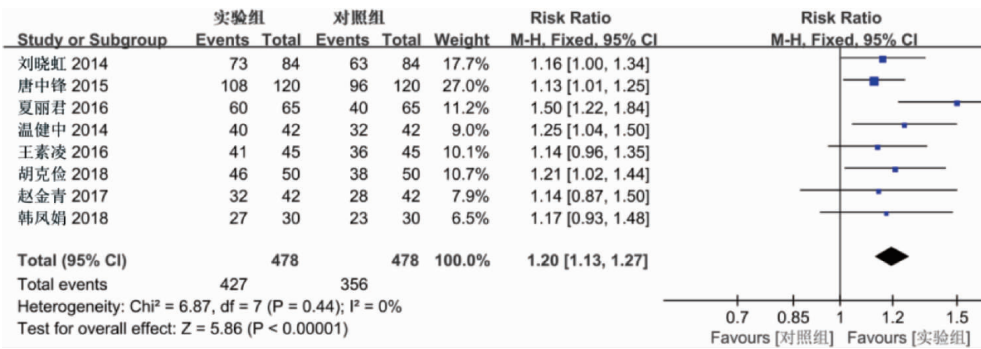 实验组 对照组 Risk Ratio Risk Ratio
Study or Subgroup Events Total Events Total Weight M-H, Fixed, 95% CI M-H, Fixed, 95% CI
刘晓虹 2014 73 84 63 84 17.7% 1.16 [1.00, 1.34]
唐中锋 2015 108 120 96 120 27.0% 1.13 [1.01, 1.25]
夏丽君 2016 60 65 40 65 11.2% 1.50 [1.22, 1.84]
温健中 2014 40 42 32 42 9.0% 1.25 [1.04, 1.50]
王素凌 2016 41 45 36 45 10.1% 1.14 [0.96, 1.35]
胡克俭 2018 46 50 38 50 10.7% 1.21 [1.02, 1.44]
赵金青 2017 32 42 28 42 7.9% 1.14 [0.87, 1.50]
韩凤娟 2018 27 30 23 30 6.5% 1.17 [0.93, 1.48]
Total (95% CI) 478 478 100.0% 1.20 [1.13, 1.27]
Total events 427 356
Heterogeneity: Chi² = 6.87, df = 7 (P = 0.44); I² = 0%
Test for overall effect: Z = 5.86 (P < 0.00001)
0.7 0.85 1 1.2 1.5
Favours [对照组] Favours [实验组]